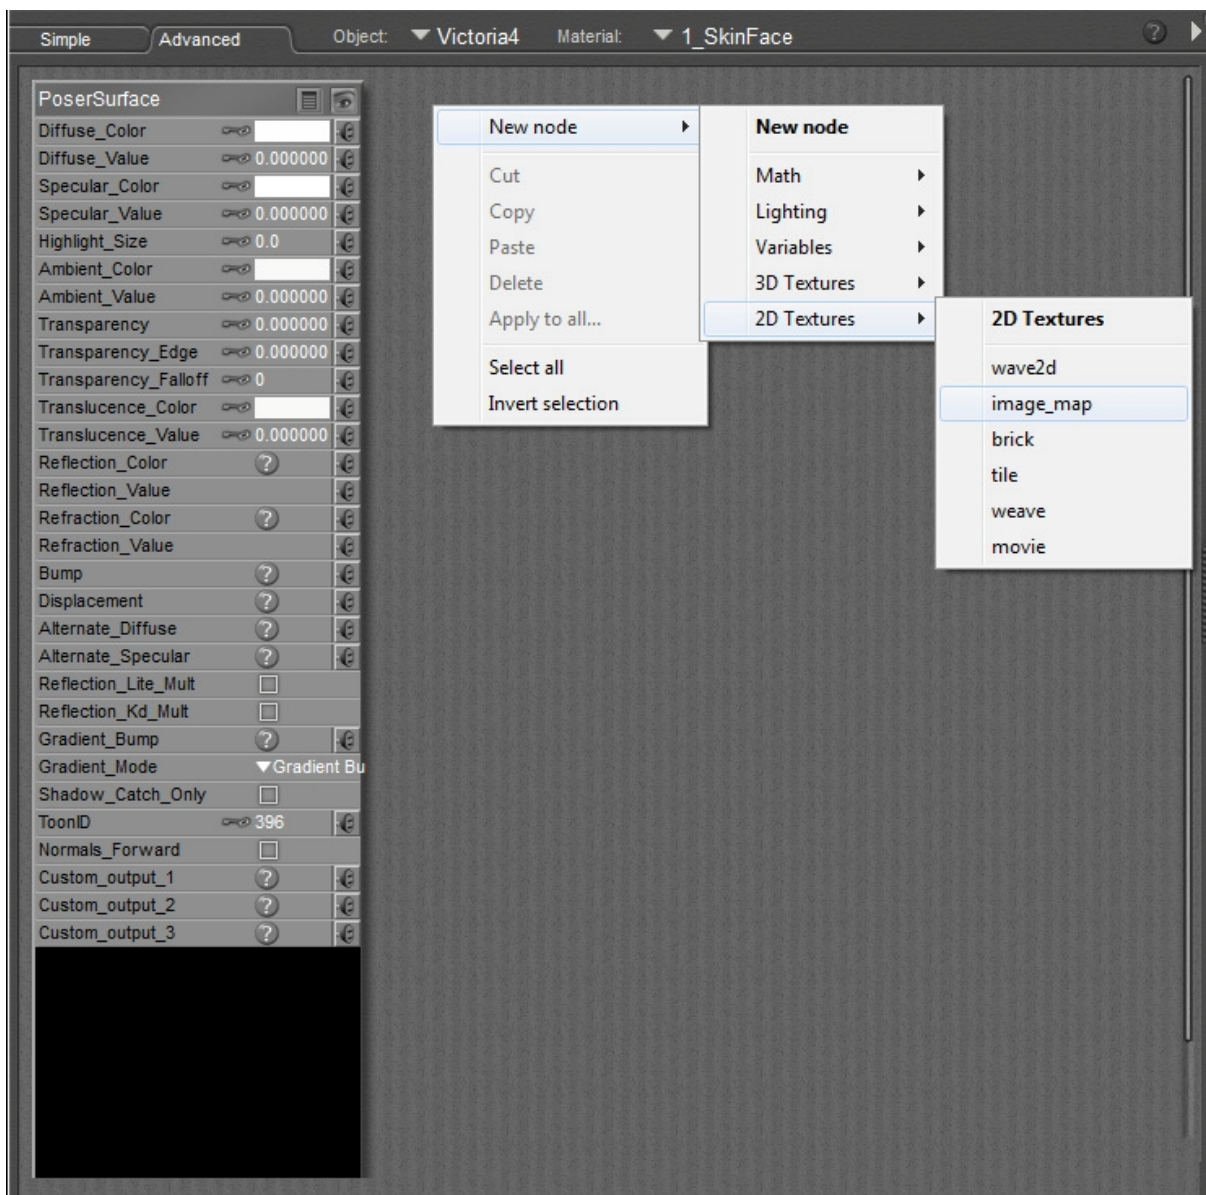 Simple Advanced Object: Victoria4 Material: 1_SkinFace ?
PoserSurface
Diffuse_Color
Diffuse_Value 0.000000
Specular_Color
Specular_Value 0.000000
Highlight_Size 0.0
Ambient_Color
Ambient_Value 0.000000
Transparency 0.000000
Transparency_Edge 0.000000
Transparency_Falloff 0
Translucence_Color
Translucence_Value 0.000000
Reflection_Color ?
Reflection_Value
Refraction_Color ?
Refraction_Value
Bump ?
Displacement ?
Alternate_Diffuse ?
Alternate_Specular ?
Reflection_Lite_Mult
Reflection_Kd_Mult
Gradient_Bump ?
Gradient_Mode Gradient Bu
Shadow_Catch_Only
ToonID 396
Normals_Forward
Custom_output_1 ?
Custom_output_2 ?
Custom_output_3 ?
New node
Cut
Copy
Paste
Delete
Apply to all...
Select all
Invert selection
New node
Math
Lighting
Variables
3D Textures
2D Textures
2D Textures
wave2d
image_map
brick
tile
weave
movie